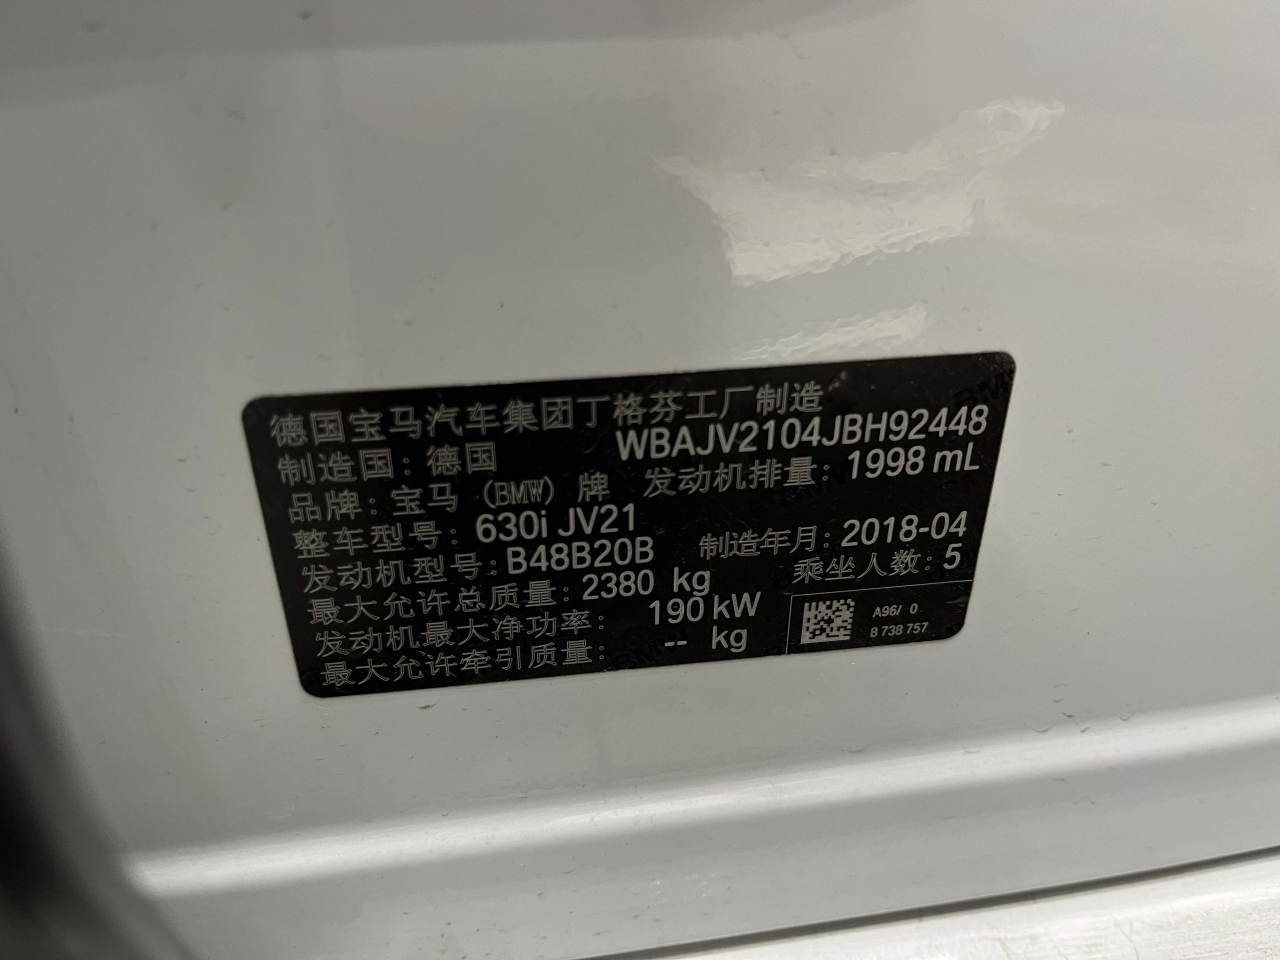 德国宝马汽车集团丁格芬工厂制造
制造国：德国 WBAJV2104JBH92448
品牌：宝马 (BMW) 牌 发动机排量：1998 mL
整车型号：630i JV21
发动机型号：B48B20B 制造年月：2018-04
最大允许总质量：2380 kg 乘坐人数：5
发动机最大净功率： 190 kW
最大允许牵引质量： -- kg
A96/ 0
8 738 757